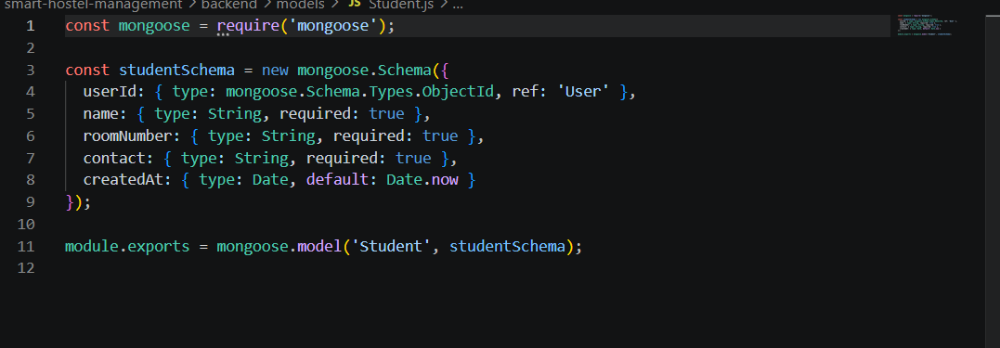 smart-hostel-management > backend > models > JS Student.js > ...
1 const mongoose = require('mongoose');
2
3 const studentSchema = new mongoose.Schema({
4   userId: { type: mongoose.Schema.Types.ObjectId, ref: 'User' },
5   name: { type: String, required: true },
6   roomNumber: { type: String, required: true },
7   contact: { type: String, required: true },
8   createdAt: { type: Date, default: Date.now }
9 });
10
11 module.exports = mongoose.model('Student', studentSchema);
12